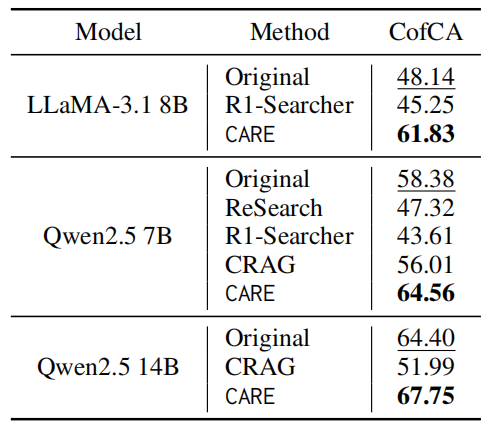 Model Method CofCA
Original 48.14
LLaMA-3.1 8B R1-Searcher 45.25
CARE 61.83
Original 58.38
ReSearch 47.32
Qwen2.5 7B R1-Searcher 43.61
CRAG 56.01
CARE 64.56
Original 64.40
Qwen2.5 14B CRAG 51.99
CARE 67.75